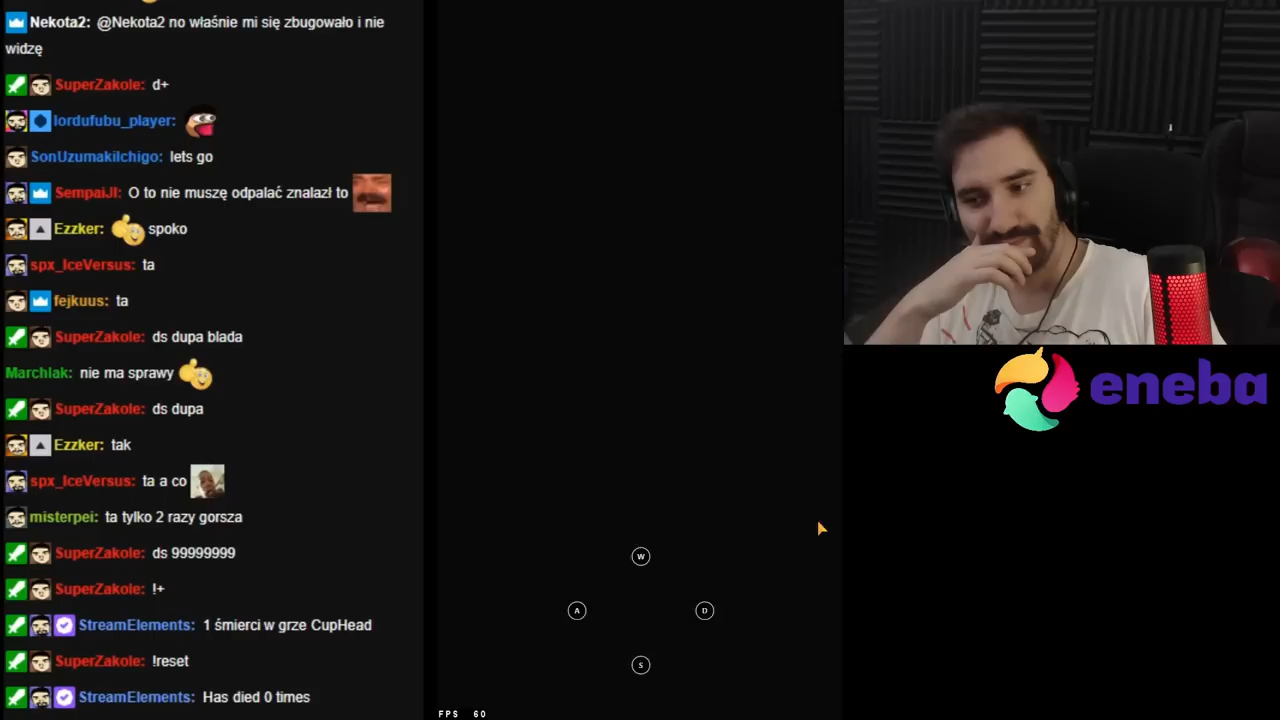 Nekota2: @Nekota2 no właśnie mi się zbugowało i nie
widzę
SuperZakole: d+
lordufubu_player:
SonUzumakiIchigo: lets go
SempaiJI: O to nie muszę odpalać znalazł to
Ezzker: spoko
spx_IceVersus: ta
fejkuus: ta
SuperZakole: ds dupa blada
Marchlak: nie ma sprawy
SuperZakole: ds dupa
Ezzker: tak
spx_IceVersus: ta a co
misterpei: ta tylko 2 razy gorsza
SuperZakole: ds 99999999
SuperZakole: !+
StreamElements: 1 śmierci w grze CupHead
SuperZakole: !reset
StreamElements: Has died 0 times
W
A
D
S
FPS 60
eneba